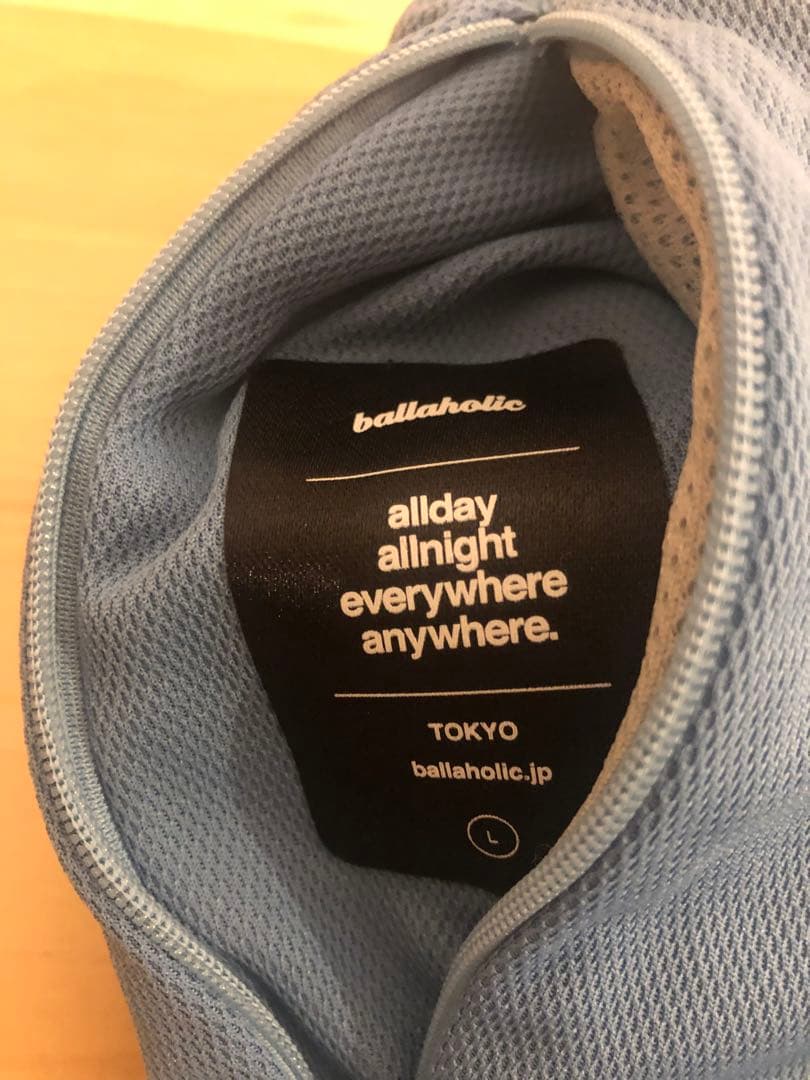 ballaholic
allday
allnight
everywhere
anywhere.
TOKYO
ballaholic.jp
L